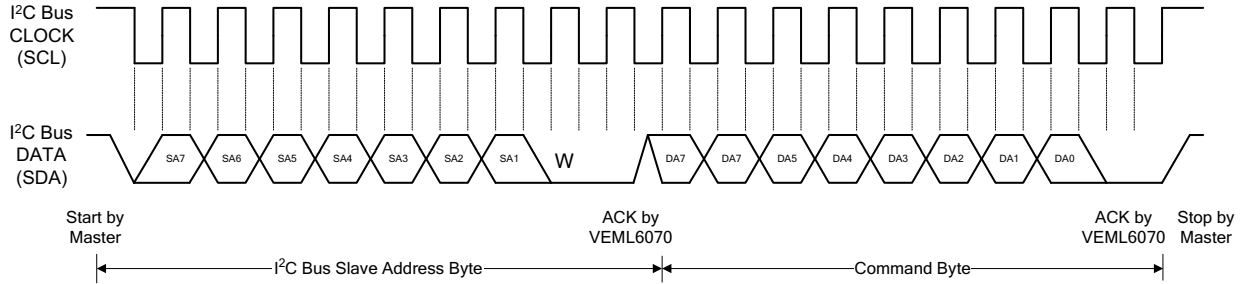 I²C Bus
CLOCK
(SCL)
I²C Bus
DATA
(SDA)
SA7 SA6 SA5 SA4 SA3 SA2 SA1 W DA7 DA7 DA5 DA4 DA3 DA2 DA1 DA0
Start by
Master
ACK by
VEML6070
ACK by
VEML6070
Stop by
Master
I²C Bus Slave Address Byte
Command Byte